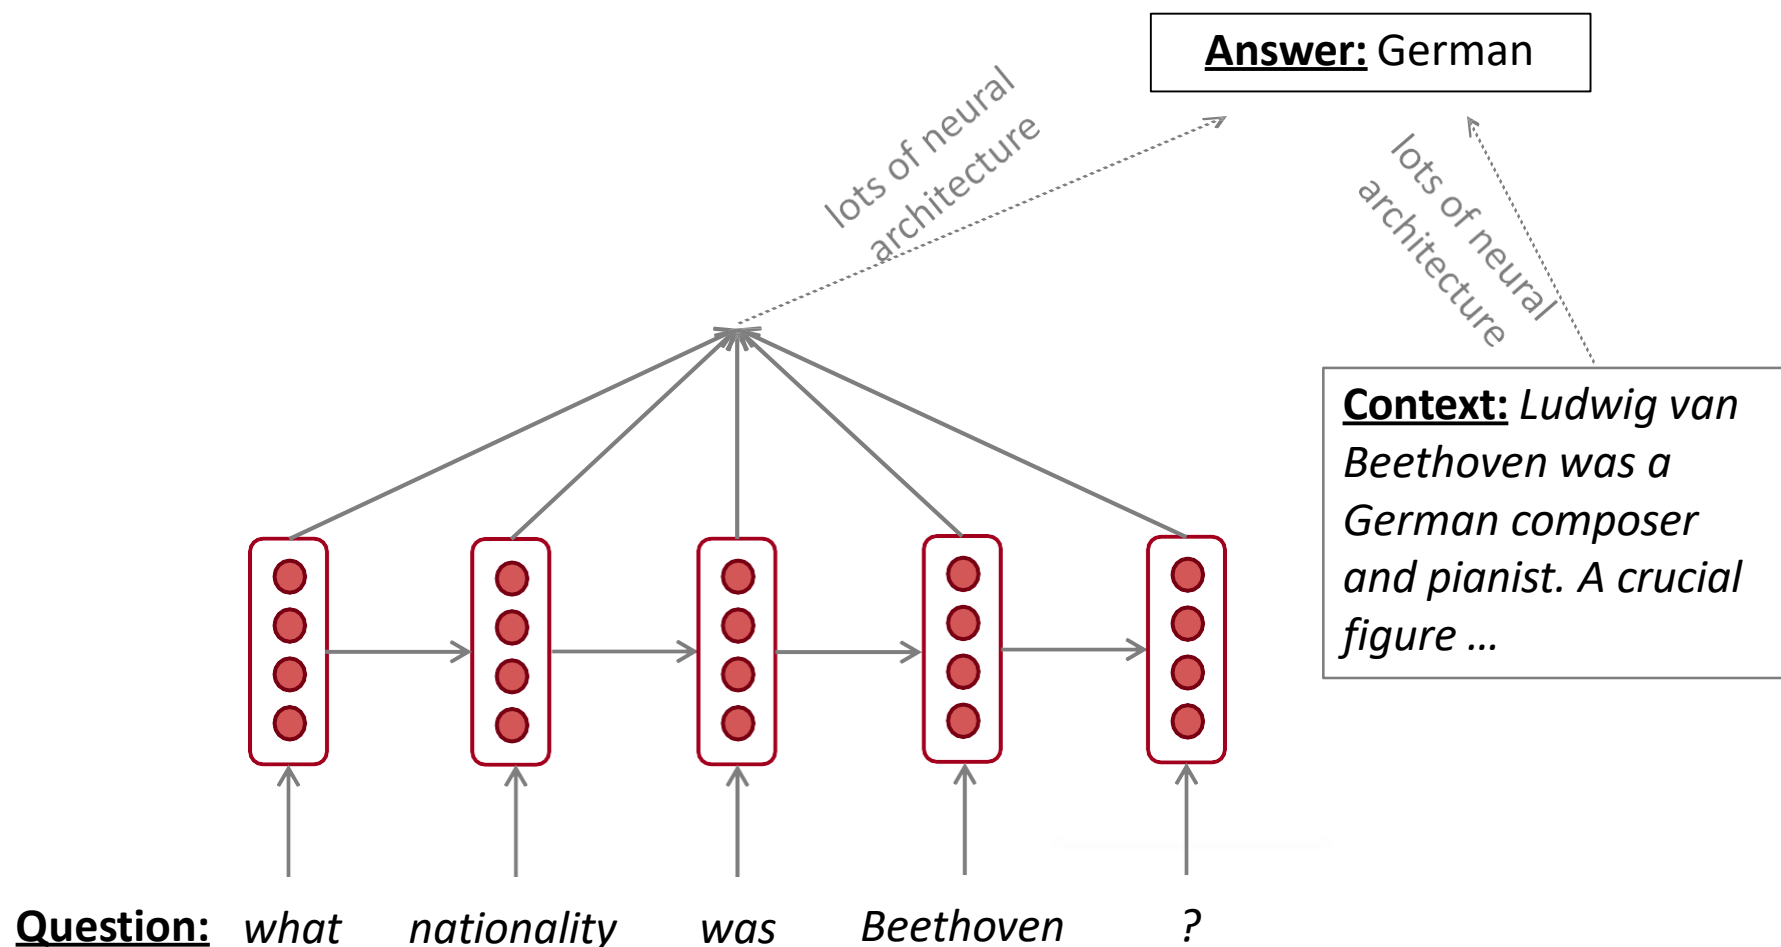 Answer: German
lots of neural
architecture
lots of neural
architecture
Context: Ludwig van
Beethoven was a
German composer
and pianist. A crucial
figure ...
Question: what nationality was Beethoven ?